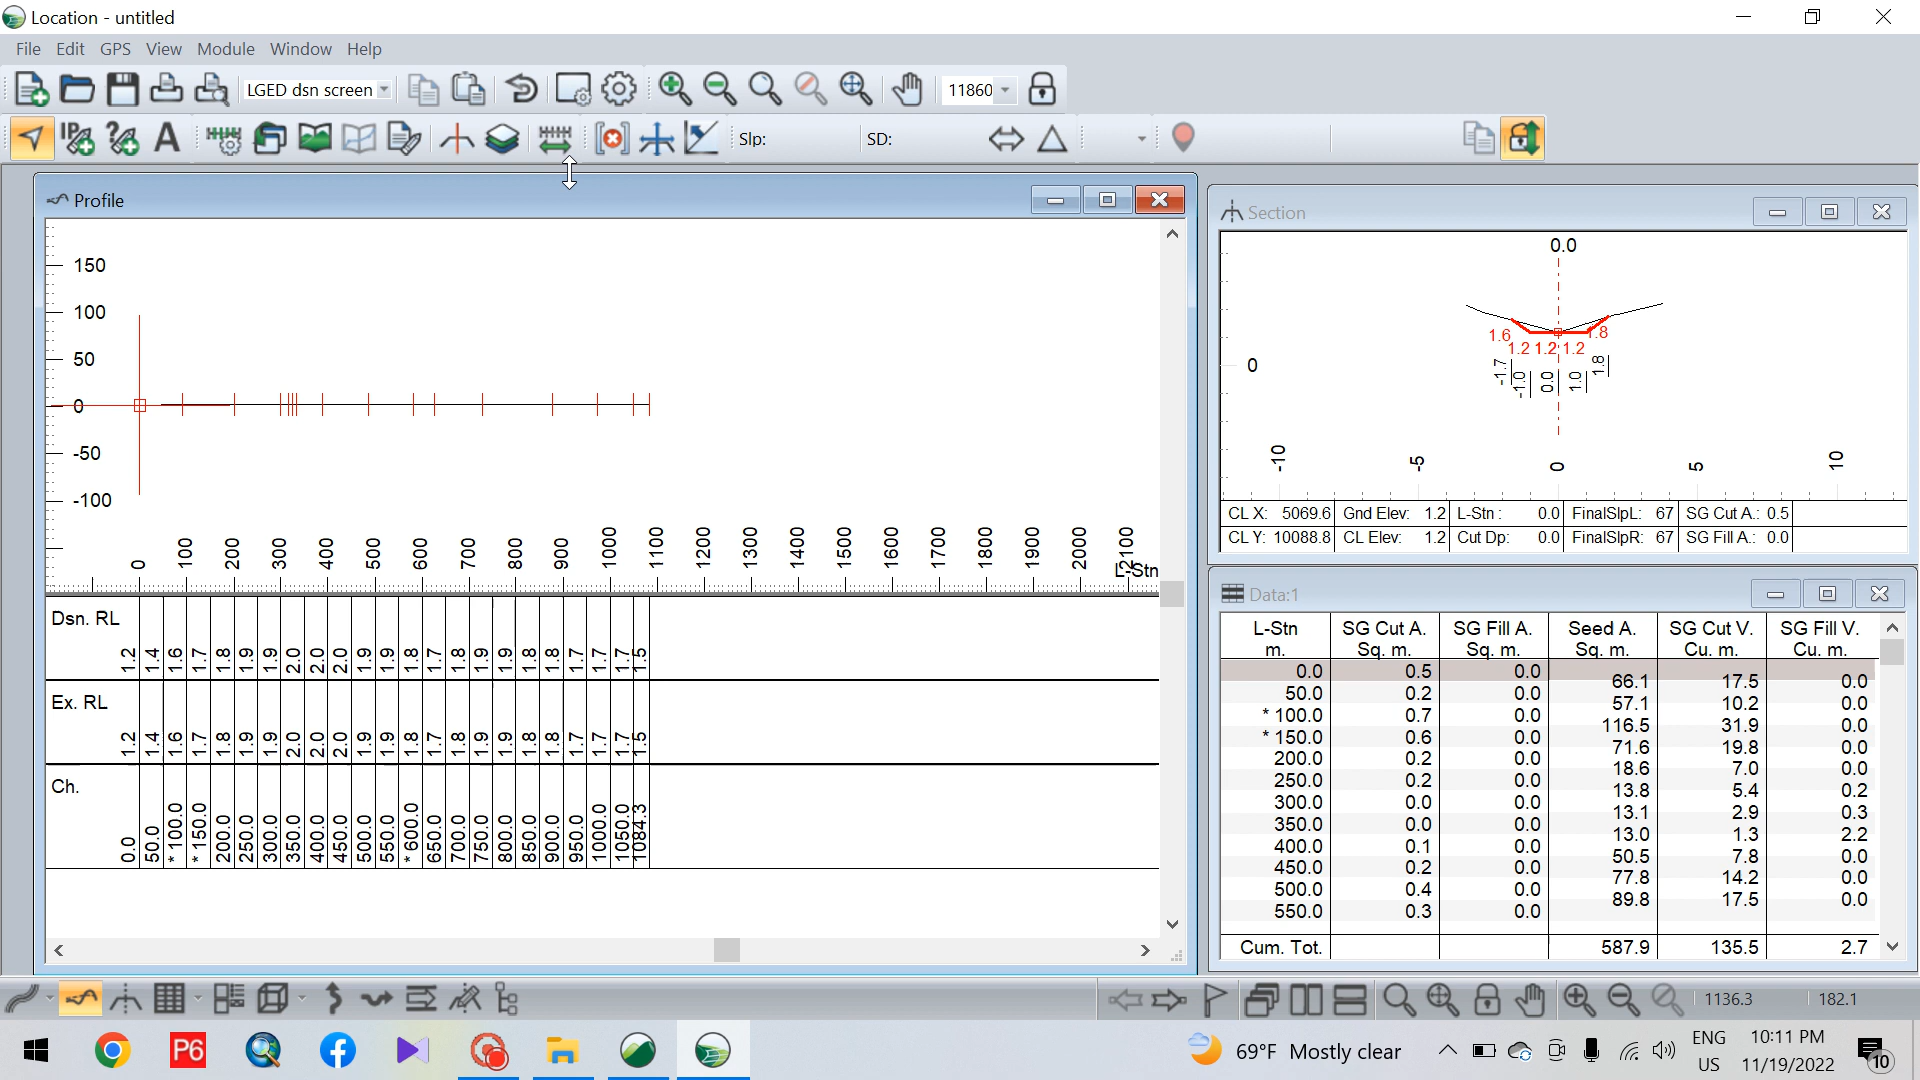 Location - untitled
File Edit GPS View Module Window Help
LGED dsn screen 11860
Slp: SD:
Profile
150
100
50
0
-50
-100
0 100 200 300 400 500 600 700 800 900 1000 1100 1200 1300 1400 1500 1600 1700 1800 1900 2000 2100
L-Stn
Dsn. RL 1.2 1.4 1.6 1.7 1.8 1.9 1.9 2.0 2.0 2.0 1.9 1.9 1.8 1.7 1.8 1.9 1.9 1.8 1.8 1.7 1.7 1.7 1.5
Ex. RL 1.2 1.4 1.6 1.7 1.8 1.9 1.9 2.0 2.0 2.0 1.9 1.9 1.8 1.7 1.8 1.9 1.9 1.8 1.8 1.7 1.7 1.7 1.5
Ch. 0.0 50.0 * 100.0 * 150.0 200.0 250.0 300.0 350.0 400.0 450.0 500.0 550.0 * 600.0 650.0 700.0 750.0 800.0 850.0 900.0 950.0 1000.0 1050.0 1084.3
Section
0.0
1.6 1.8
1.2 1.2 1.2
0
-1.7 -1.0 0.0 1.0 1.8
-10 -5 0 5 10
CL X: 5069.6 Gnd Elev: 1.2 L-Stn : 0.0 FinalSlpL: 67 SG Cut A.: 0.5
CL Y: 10088.8 CL Elev: 1.2 Cut Dp: 0.0 FinalSlpR: 67 SG Fill A.: 0.0
Data:1
L-Stn SG Cut A. SG Fill A. Seed A. SG Cut V. SG Fill V.
m. Sq. m. Sq. m. Sq. m. Cu. m. Cu. m.
0.0 0.5 0.0
66.1 17.5 0.0
50.0 0.2 0.0
57.1 10.2 0.0
* 100.0 0.7 0.0
116.5 31.9 0.0
* 150.0 0.6 0.0
71.6 19.8 0.0
200.0 0.2 0.0
18.6 7.0 0.0
250.0 0.2 0.0
13.8 5.4 0.2
300.0 0.0 0.0
13.1 2.9 0.3
350.0 0.0 0.0
13.0 1.3 2.2
400.0 0.1 0.0
50.5 7.8 0.0
450.0 0.2 0.0
77.8 14.2 0.0
500.0 0.4 0.0
89.8 17.5 0.0
550.0 0.3 0.0
Cum. Tot. 587.9 135.5 2.7
1136.3 182.1
P6
69°F Mostly clear
ENG
US
10:11 PM
11/19/2022
10